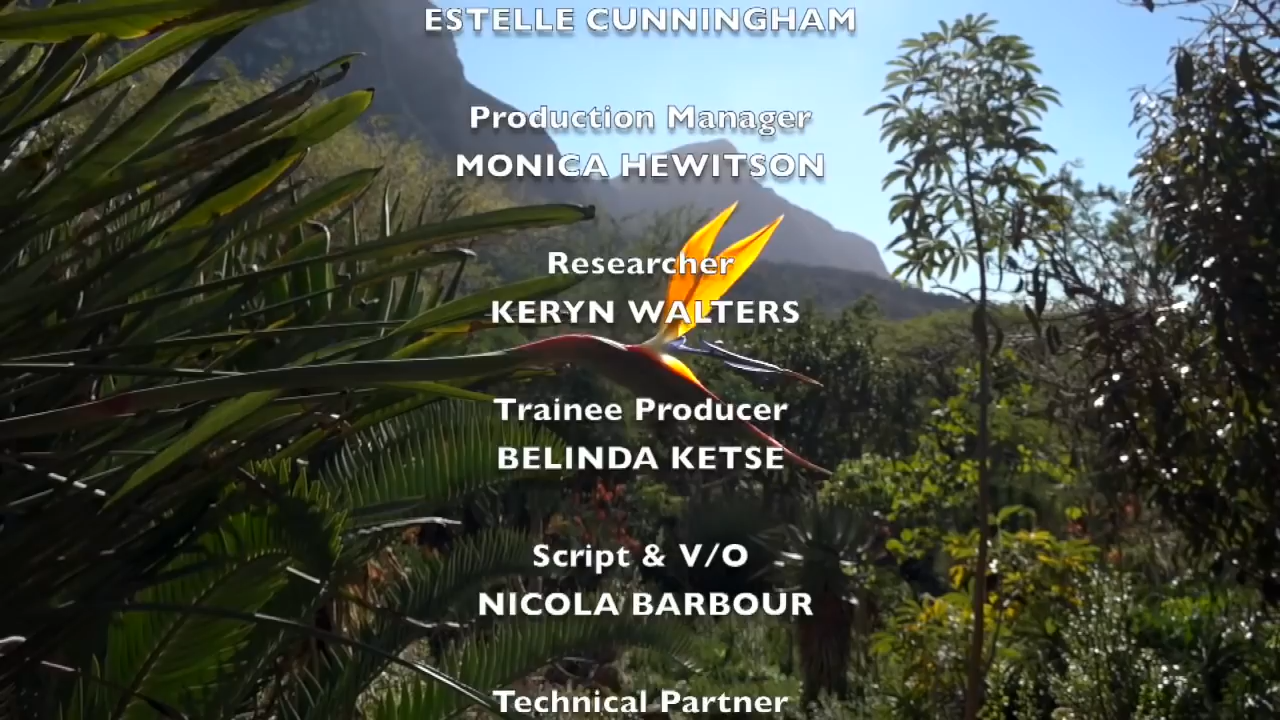 ESTELLE CUNNINGHAM
Production Manager
MONICA HEWITSON
Researcher
KERYN WALTERS
Trainee Producer
BELINDA KETSE
Script & V/O
NICOLA BARBOUR
Technical Partner